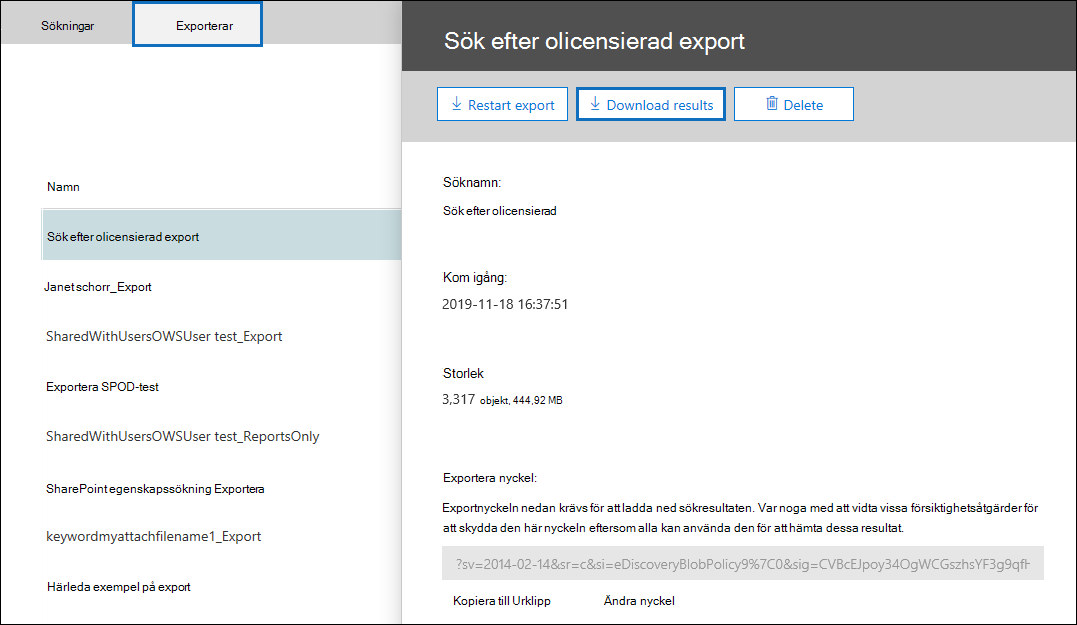 Sökningar
Exporterar
Namn
Sök efter olicensierad export
Janet schorr_Export
SharedWithUsersOWSUser test_Export
Exportera SPOD-test
SharedWithUsersOWSUser test_ReportsOnly
SharePoint egenskapssökning Exportera
keywordmyattachfilename1_Export
Härleda exempel på export
Sök efter olicensierad export
Restart export
Download results
Delete
Söknamn:
Sök efter olicensierad
Kom igång:
2019-11-18 16:37:51
Storlek
3,317 objekt, 444,92 MB
Exportera nyckel:
Exportnyckeln nedan krävs för att ladda ned sökresultaten. Var noga med att vidta vissa försiktighetsåtgärder för
att skydda den här nyckeln eftersom alla kan använda den för att hämta dessa resultat.
?sv=2014-02-14&sr=c&si=eDiscoveryBlobPolicy9%7C0&sig=CVBcEJpoy34OgWCGszhsYF3g9qfH
Kopiera till Urklipp
Ändra nyckel